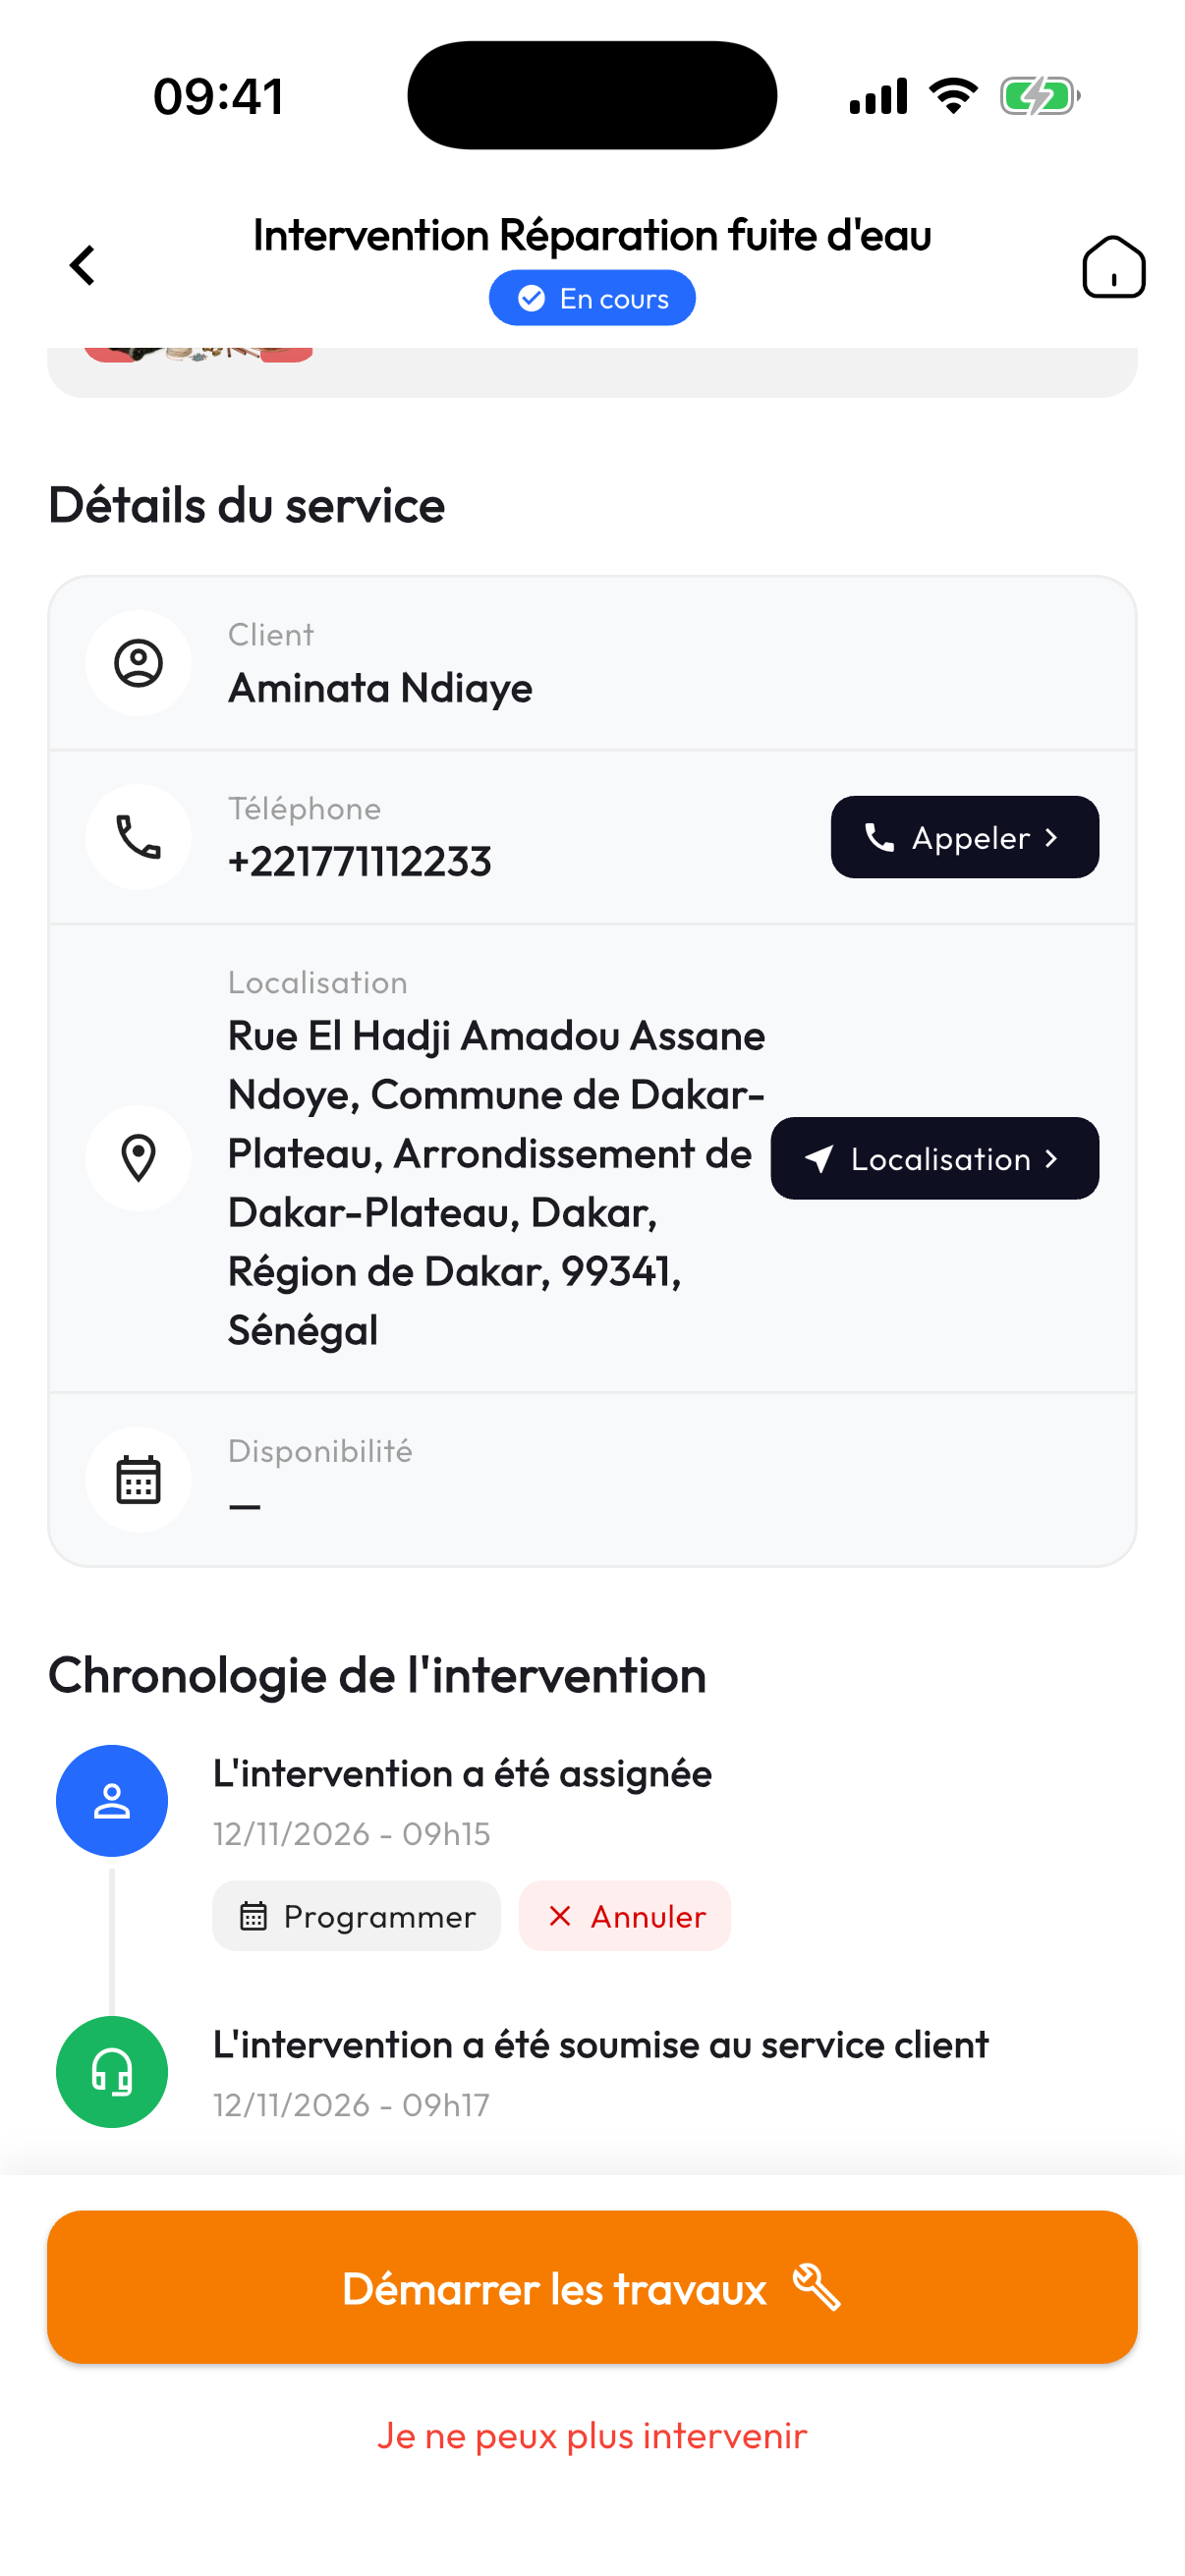 09:41
Intervention Réparation fuite d'eau
En cours
Détails du service
Client
Aminata Ndiaye
Téléphone
+221771112233
Appeler
Localisation
Rue El Hadji Amadou Assane
Ndoye, Commune de Dakar-
Plateau, Arrondissement de
Dakar-Plateau, Dakar,
Région de Dakar, 99341,
Sénégal
Localisation
Disponibilité
—
Chronologie de l'intervention
L'intervention a été assignée
12/11/2026 - 09h15
Programmer
Annuler
L'intervention a été soumise au service client
12/11/2026 - 09h17
Démarrer les travaux
Je ne peux plus intervenir